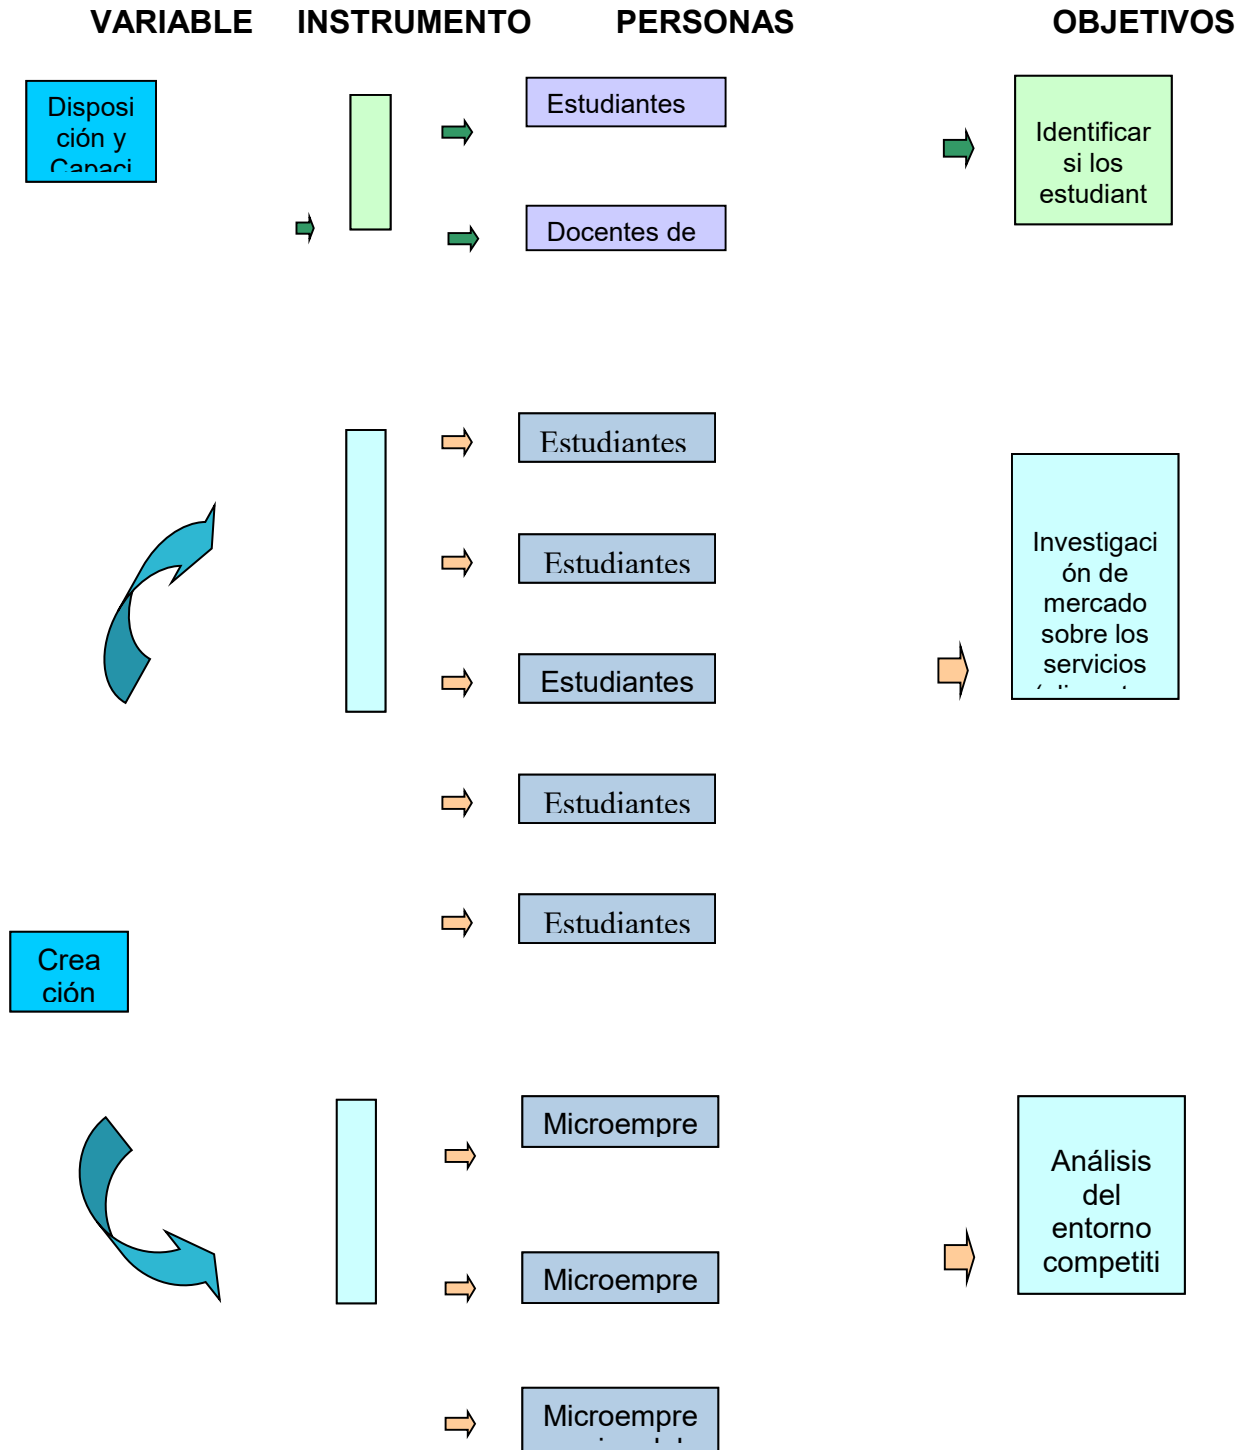 VARIABLE INSTRUMENTO PERSONAS OBJETIVOS
Disposi
ción y
Capaci
Estudiantes
Docentes de
Identificar
si los
estudiant
Estudiantes
Estudiantes
Estudiantes
Estudiantes
Estudiantes
Investigaci
ón de
mercado
sobre los
servicios
Crea
ción
Microempre
Microempre
Microempre
Análisis
del
entorno
competiti